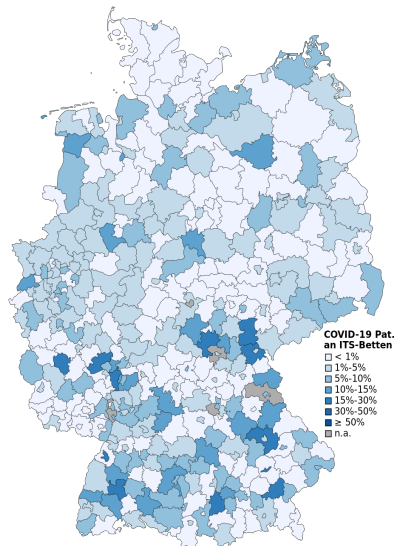 COVID-19 Pat.
an ITS-Betten
< 1%
1%-5%
5%-10%
10%-15%
15%-30%
30%-50%
≥ 50%
n.a.